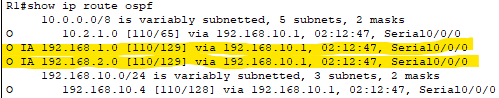 R1#show ip route ospf
10.0.0.0/8 is variably subnetted, 5 subnets, 2 masks
O 10.2.1.0 [110/65] via 192.168.10.1, 02:12:47, Serial0/0/0
O IA 192.168.1.0 [110/129] via 192.168.10.1, 02:12:47, Serial0/0/0
O IA 192.168.2.0 [110/129] via 192.168.10.1, 02:12:47, Serial0/0/0
192.168.10.0/24 is variably subnetted, 3 subnets, 2 masks
O 192.168.10.4 [110/128] via 192.168.10.1, 02:12:47, Serial0/0/0